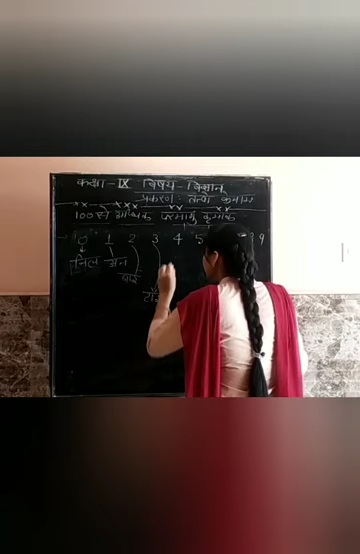 कक्षा - IX विषय - विज्ञान
प्रकरण : तत्वो के नाम
100 से अधिक परमाणु क्रमांक
0 1 2 3 4 5 9
निल अन
बाई